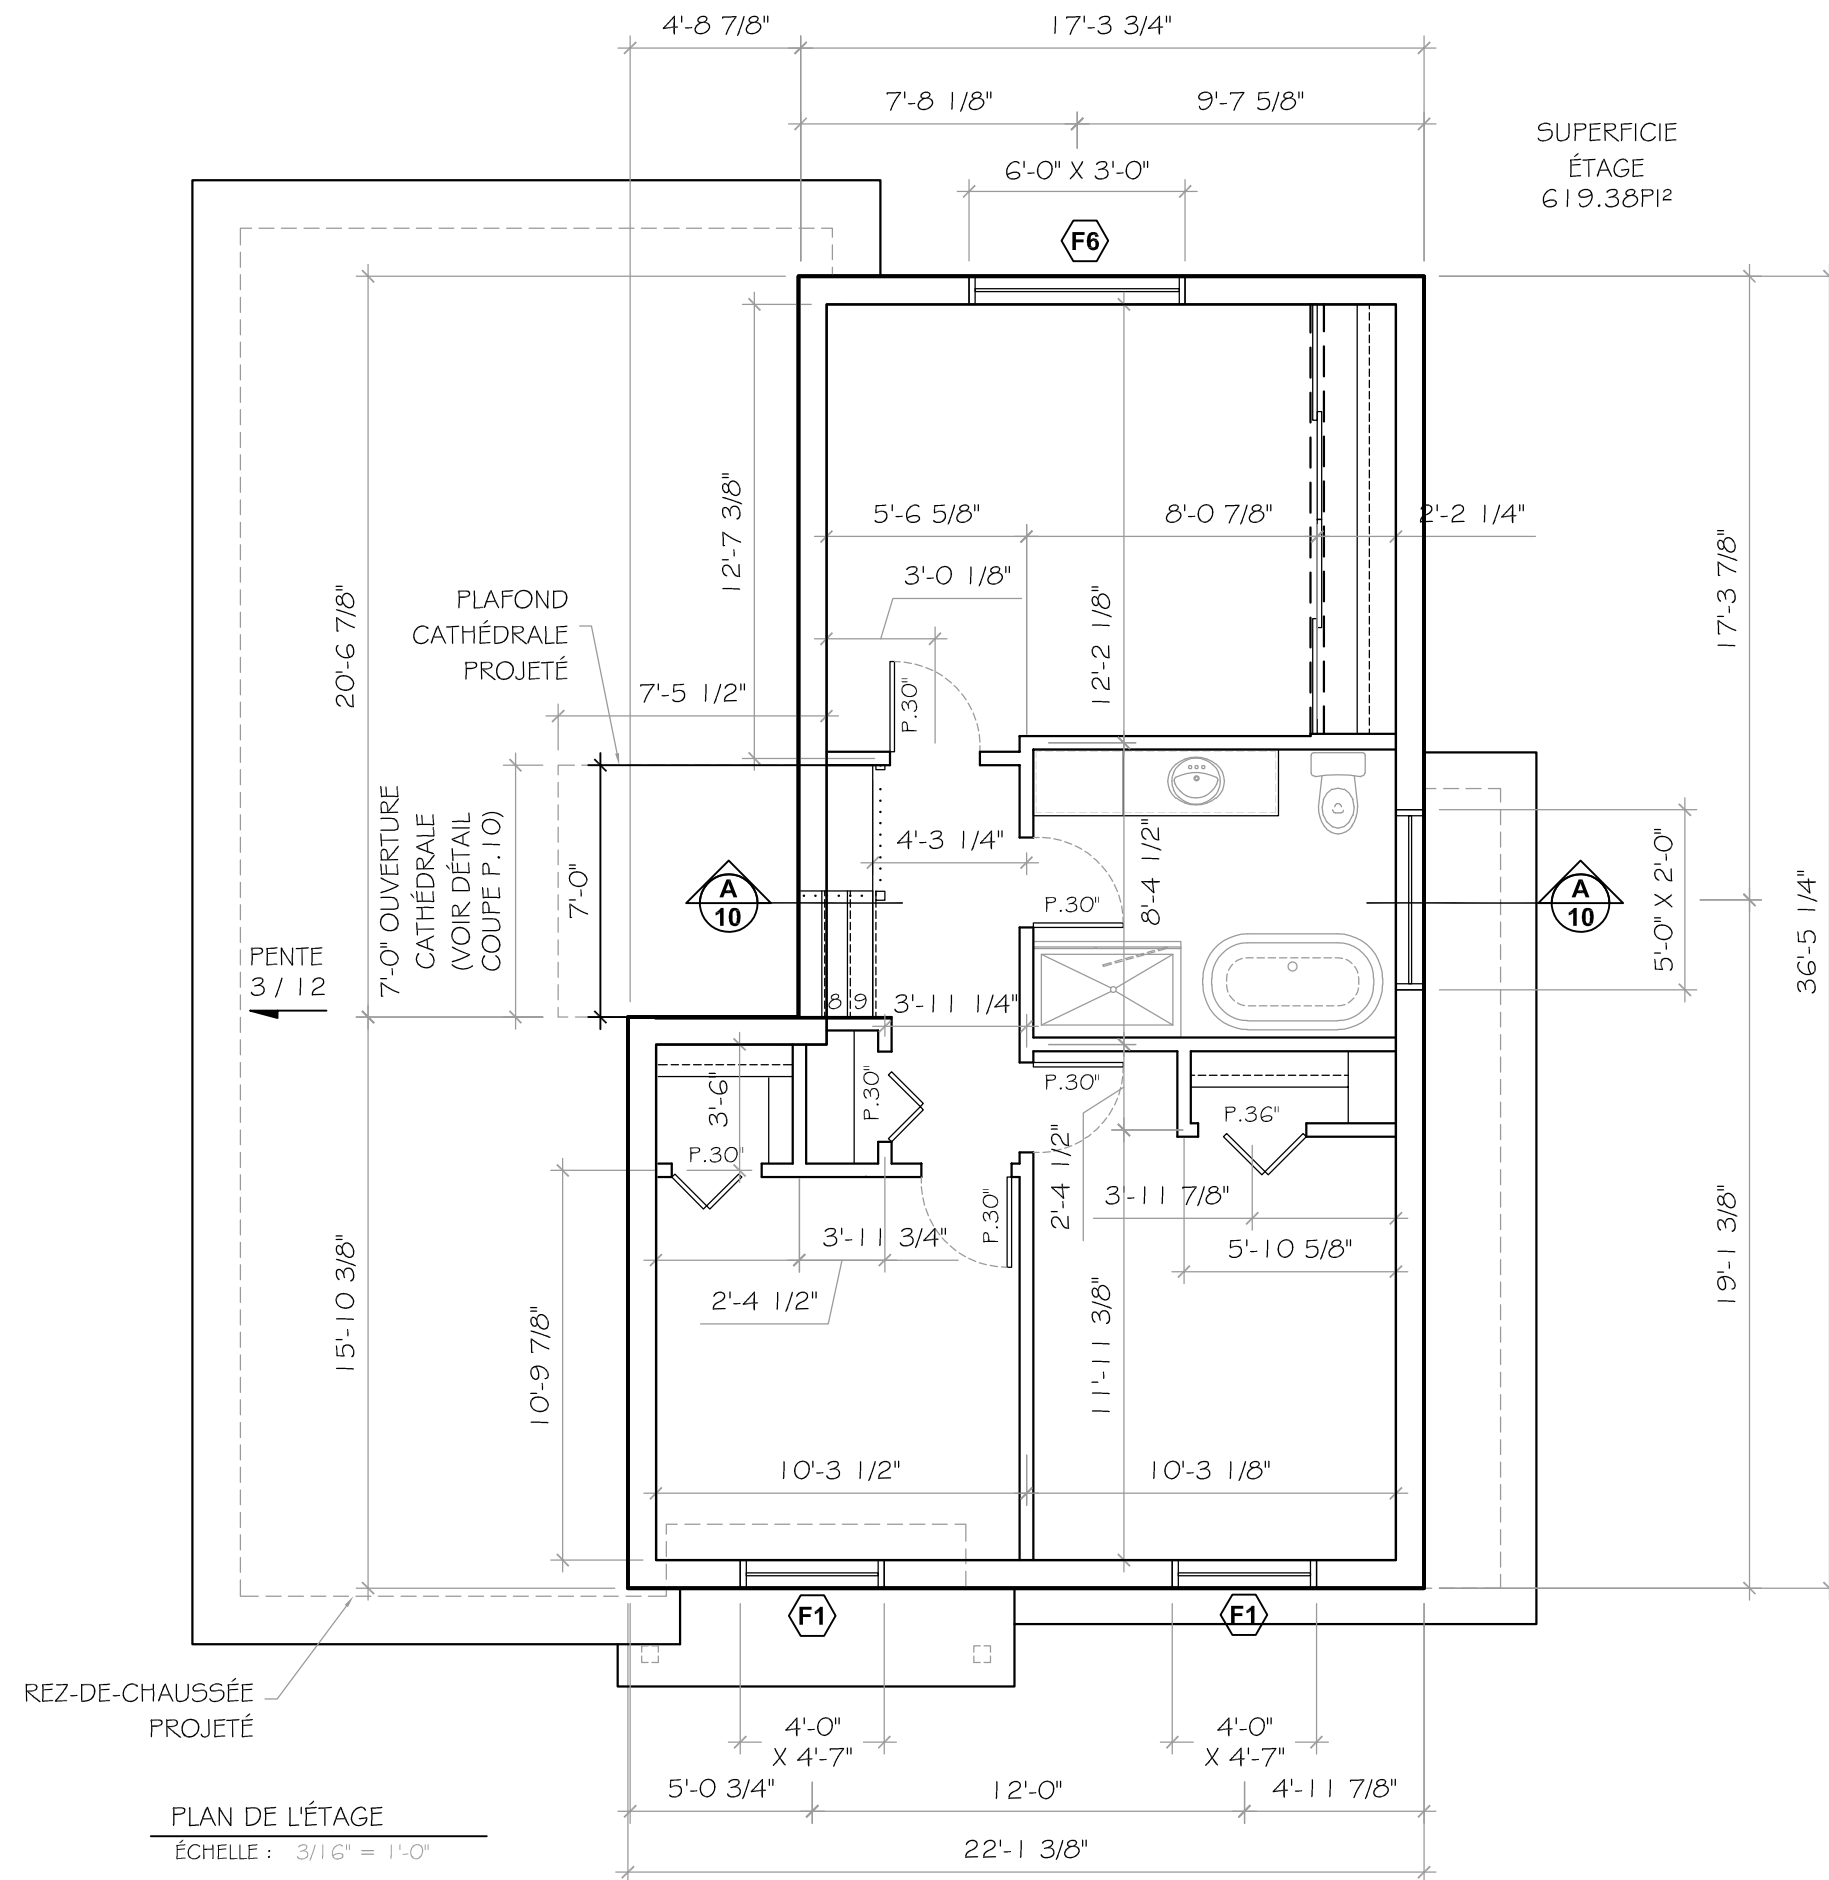 4'-8 7/8"
17'-3 3/4"
7'-8 1/8"
9'-7 5/8"
6'-0" X 3'-0"
SUPERFICIE
ÉTAGE
619.38PI²
F6
12'-7 3/8"
5'-6 5/8"
8'-0 7/8"
2'-2 1/4"
3'-0 1/8"
17'-3 7/8"
20'-6 7/8"
PLAFOND
CATHÉDRALE
PROJETÉ
7'-5 1/2"
P.30"
12'-2 1/8"
7'-0" OUVERTURE
CATHÉDRALE
(VOIR DÉTAIL
COUPE P.10)
7'-0"
4'-3 1/4"
8'-4 1/2"
A
10
P.30"
A
10
5'-0" X 2'-0"
36'-5 1/4"
PENTE
3 / 12
8 9
3'-11 1/4"
3'-6"
P.30"
P.30"
P.36"
P.30"
2'-4 1/2"
3'-11 7/8"
P.30"
3'-11 3/4"
5'-10 5/8"
2'-4 1/2"
15'-10 3/8"
10'-9 7/8"
11'-11 3/8"
19'-1 3/8"
10'-3 1/2"
10'-3 1/8"
F1
F1
REZ-DE-CHAUSSÉE
PROJETÉ
4'-0"
X 4'-7"
4'-0"
X 4'-7"
5'-0 3/4"
12'-0"
4'-11 7/8"
22'-1 3/8"
PLAN DE L'ÉTAGE
ÉCHELLE : 3/16" = 1'-0"